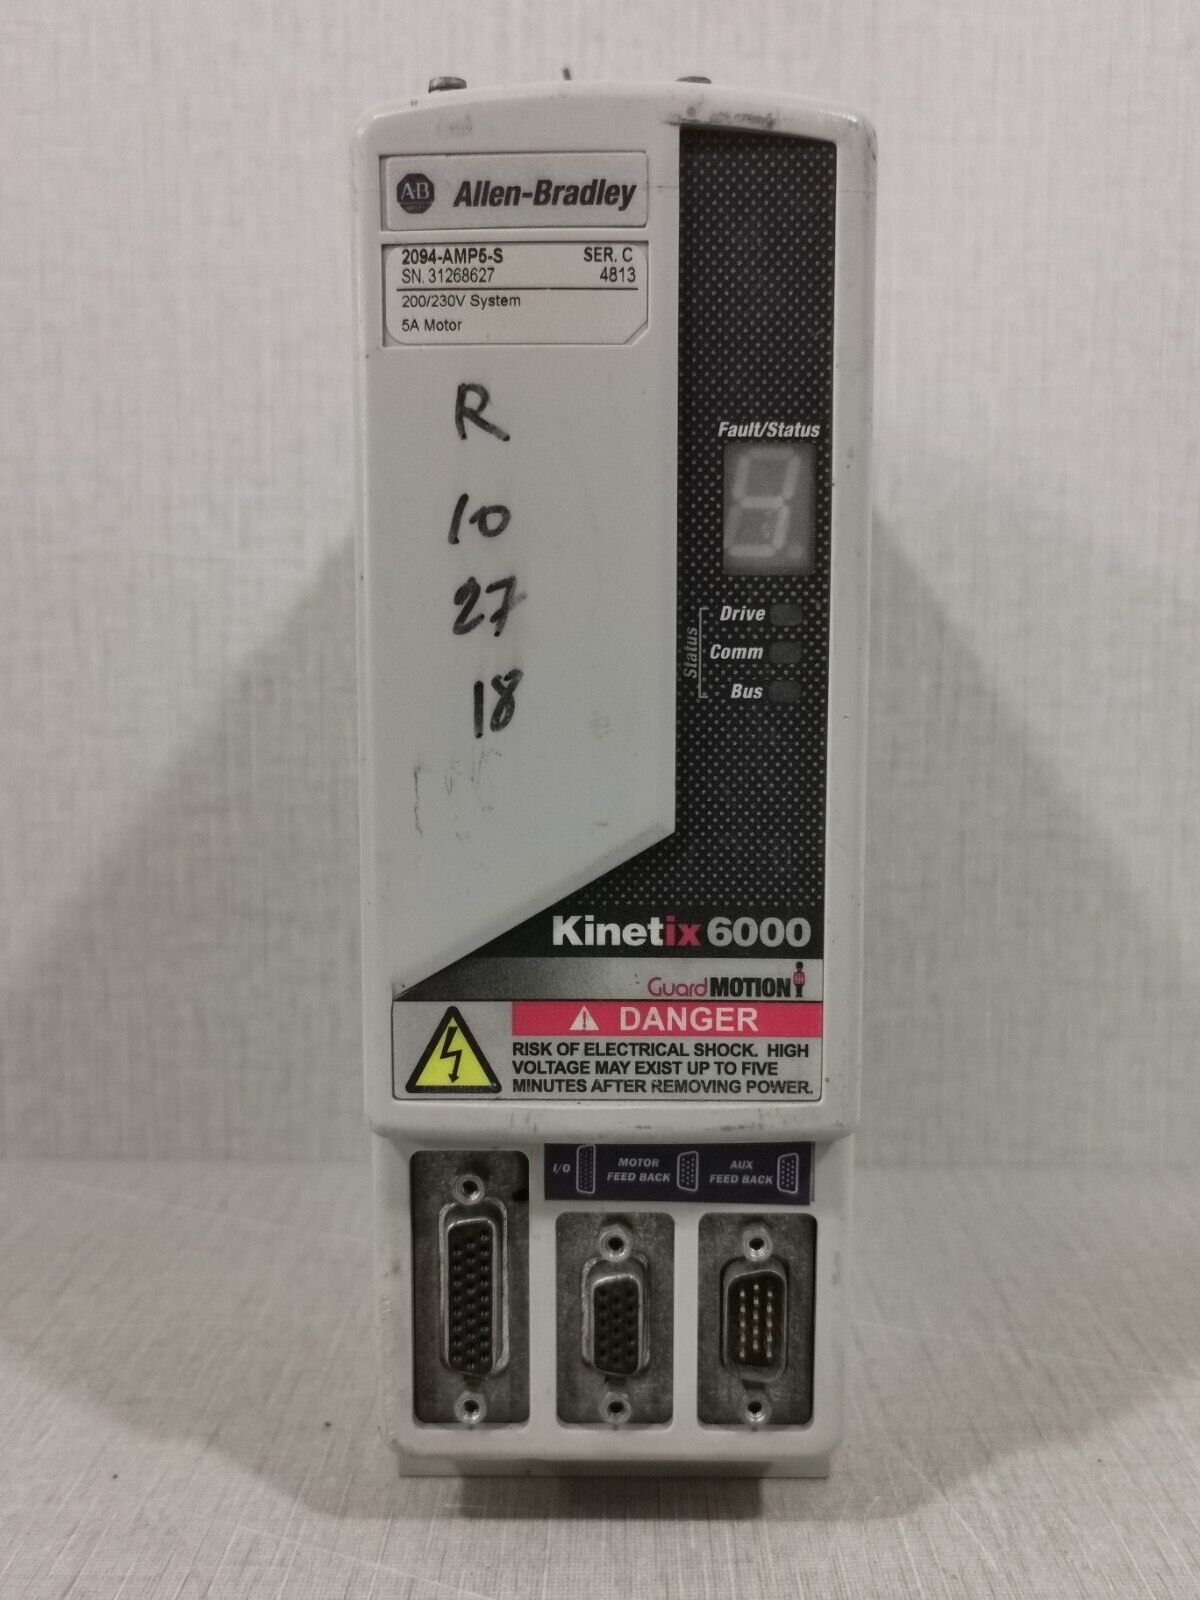 A-B
Allen-Bradley
2094-AMP5-S SER. C
SN. 31268627 4813
200/230V System
5A Motor
R
10
27
18
Fault/Status
Status
Drive
Comm
Bus
Kinetix 6000
GuardMOTION
DANGER
RISK OF ELECTRICAL SHOCK. HIGH
VOLTAGE MAY EXIST UP TO FIVE
MINUTES AFTER REMOVING POWER.
I/O
MOTOR
FEED BACK
AUX
FEED BACK